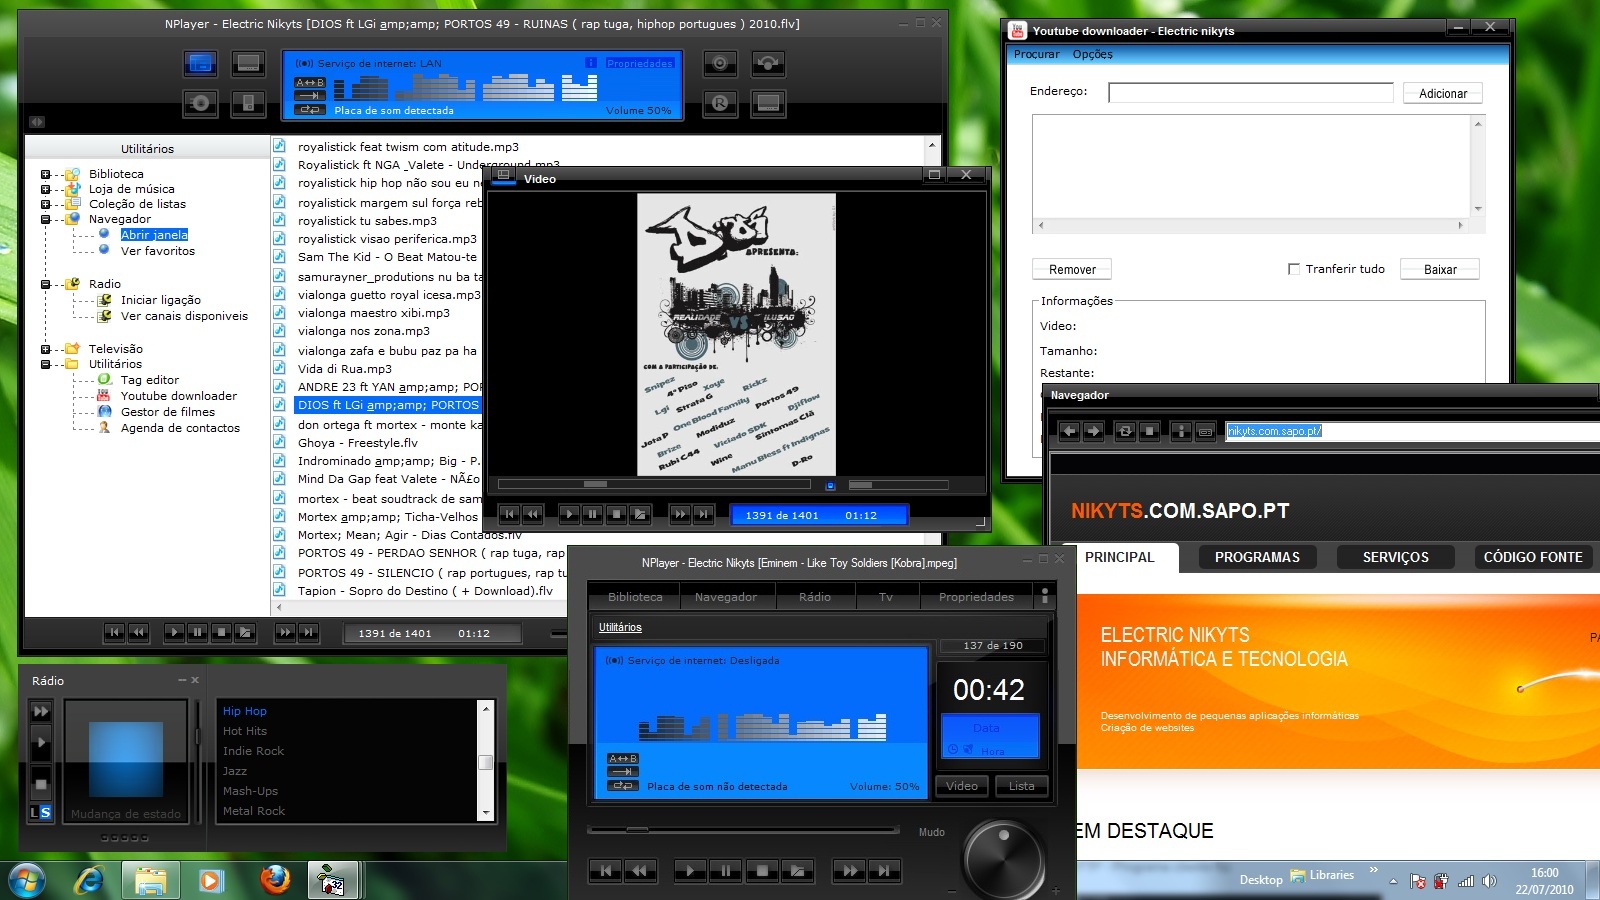 NPlayer - Electric Nikyts [DIOS ft LGi amp;amp; PORTOS 49 - RUINAS ( rap tuga, hiphop portugues ) 2010.flv]
Serviço de internet: LAN
i Propriedades
A↔B
Placa de som detectada
Volume 50%
R
Utilitários
Biblioteca
Loja de música
Coleção de listas
Navegador
Abrir janela
Ver favoritos
Radio
Iniciar ligação
Ver canais disponiveis
Televisão
Utilitários
Tag editor
Youtube downloader
Gestor de filmes
Agenda de contactos
royalistick feat twism com atitude.mp3
Royalistick ft NGA _Valete - Underground.mp3
royalistick hip hop não sou eu n
royalistick margem sul força reb
royalistick tu sabes.mp3
royalistick visao periferica.mp3
Sam The Kid - O Beat Matou-te
samurayner_produtions nu ba ta
vialonga guetto royal icesa.mp3
vialonga maestro xibi.mp3
vialonga nos zona.mp3
vialonga zafa e bubu paz pa ha
Vida di Rua.mp3
ANDRE 23 ft YAN amp;amp; POR
DIOS ft LGi amp;amp; PORTOS
don ortega ft mortex - monte ka
Ghoya - Freestyle.flv
Indrominado amp;amp; Big - P.
Mind Da Gap feat Valete - NÃ£o
mortex - beat soudtrack de sam
Mortex amp;amp; Ticha-Velhos
Mortex; Mean; Agir - Dias Contados.flv
PORTOS 49 - PERDAO SENHOR ( rap tuga, rap
PORTOS 49 - SILENCIO ( rap portugues, rap tu
Tapion - Sopro do Destino ( + Download).flv
1391 de 1401 01:12
Video
Dios
APRESENTA:
REALIDADE VS ILUSAO
COM A PARTICIPAÇÃO DE:
Snipez
4º Piso
Xoye
Rickz
Lgi
Strata G
Portos 49
One Blood Family
Djiflow
Jota P
Modiduz
Sintomas Clã
Brize
Viciado SDK
Rubi C44
Wine
Manu Bless ft Indignas
D-Ro
1391 de 1401 01:12
Youtube downloader - Electric nikyts
Procurar Opções
Endereço:
Adicionar
Remover
Tranferir tudo
Baixar
Informações
Video:
Tamanho:
Restante:
Navegador
nikyts.com.sapo.pt/
NIKYTS.COM.SAPO.PT
PRINCIPAL
PROGRAMAS
SERVIÇOS
CÓDIGO FONTE
ELECTRIC NIKYTS
INFORMÁTICA E TECNOLOGIA
PA
Desenvolvimento de pequenas aplicações informáticas
Criação de websites
EM DESTAQUE
NPlayer - Electric Nikyts [Eminem - Like Toy Soldiers [Kobra].mpeg]
Biblioteca
Navegador
Rádio
Tv
Propriedades
Utilitários
137 de 190
Serviço de internet: Desligada
00:42
Data
Hora
A↔B
Placa de som não detectada
Volume: 50%
Video
Lista
Mudo
Rádio
Hip Hop
Hot Hits
Indie Rock
Jazz
Mash-Ups
Metal Rock
LS
Mudança de estado
Desktop
Libraries
16:00
22/07/2010